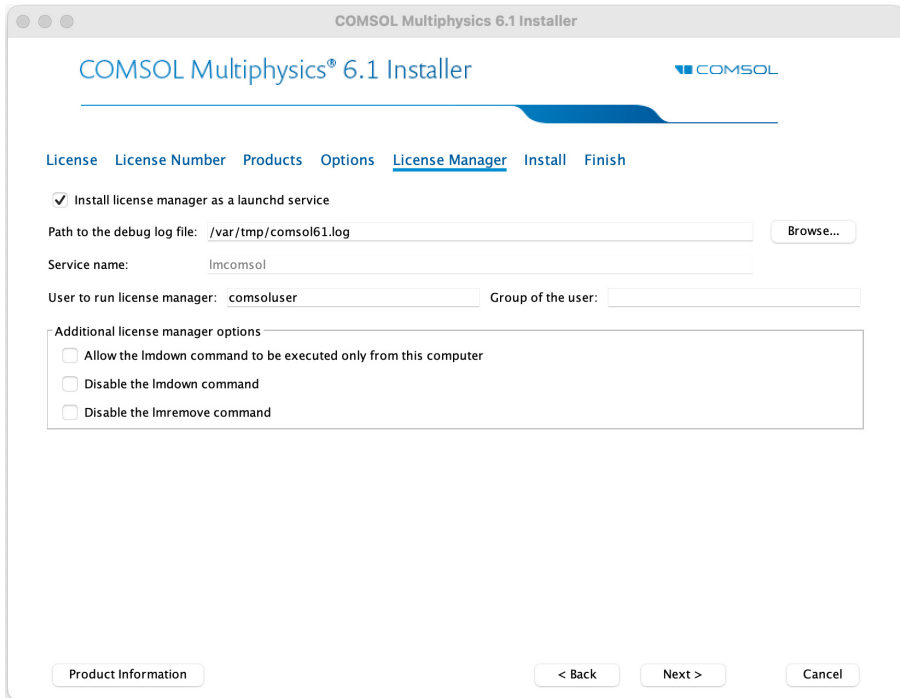 COMSOL Multiphysics 6.1 Installer
COMSOL Multiphysics® 6.1 Installer
COMSOL
License License Number Products Options License Manager Install Finish
Install license manager as a launchd service
Path to the debug log file: /var/tmp/comsol61.log Browse...
Service name: lmcomsol
User to run license manager: comsoluser Group of the user:
Additional license manager options
Allow the lmdown command to be executed only from this computer
Disable the lmdown command
Disable the lmremove command
Product Information < Back Next > Cancel